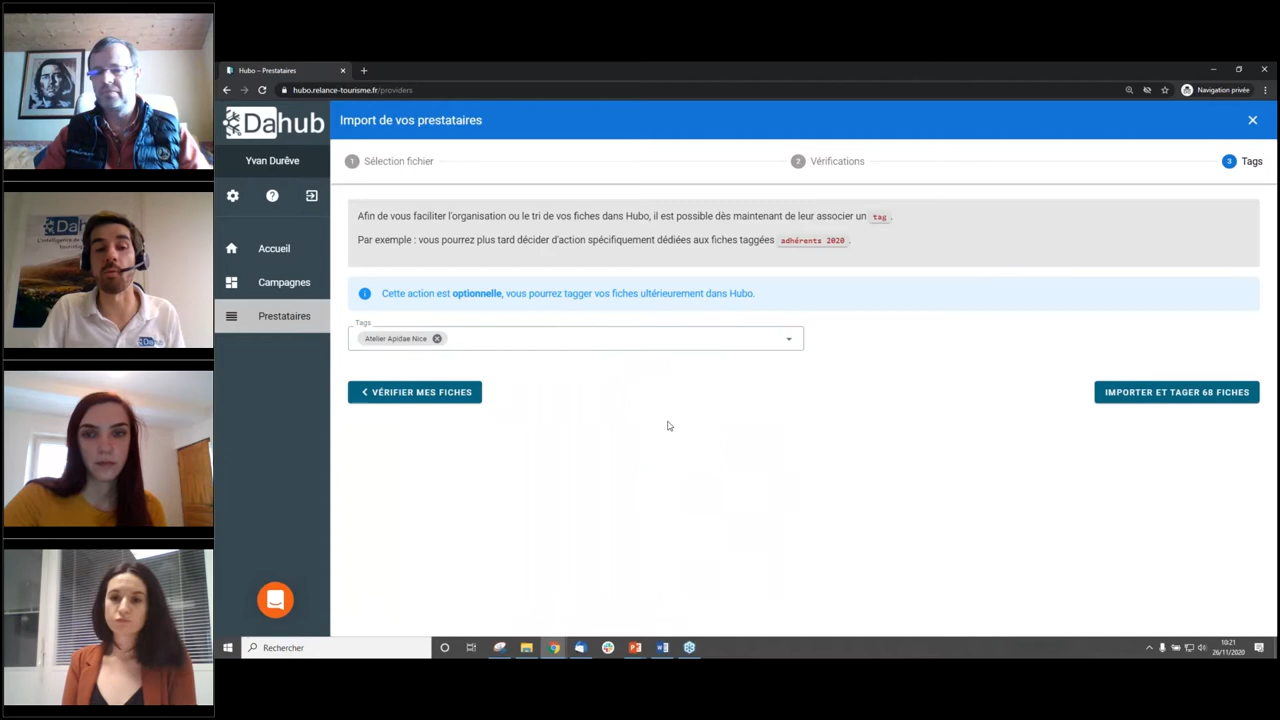 Hubo – Prestataires
hubo.relance-tourisme.fr/providers
Navigation privée
Dahub
Import de vos prestataires
Yvan Durêve
1 Sélection fichier
2 Vérifications
3 Tags
Afin de vous faciliter l'organisation ou le tri de vos fiches dans Hubo, il est possible dès maintenant de leur associer un tag.
Par exemple : vous pourrez plus tard décider d'action spécifiquement dédiées aux fiches taggées adhérents 2020.
Accueil
Campagnes
Prestataires
Cette action est optionnelle, vous pourrez tagger vos fiches ultérieurement dans Hubo.
Tags
Atelier Apidae Nice
VÉRIFIER MES FICHES
IMPORTER ET TAGER 68 FICHES
Rechercher
10:21
26/11/2020